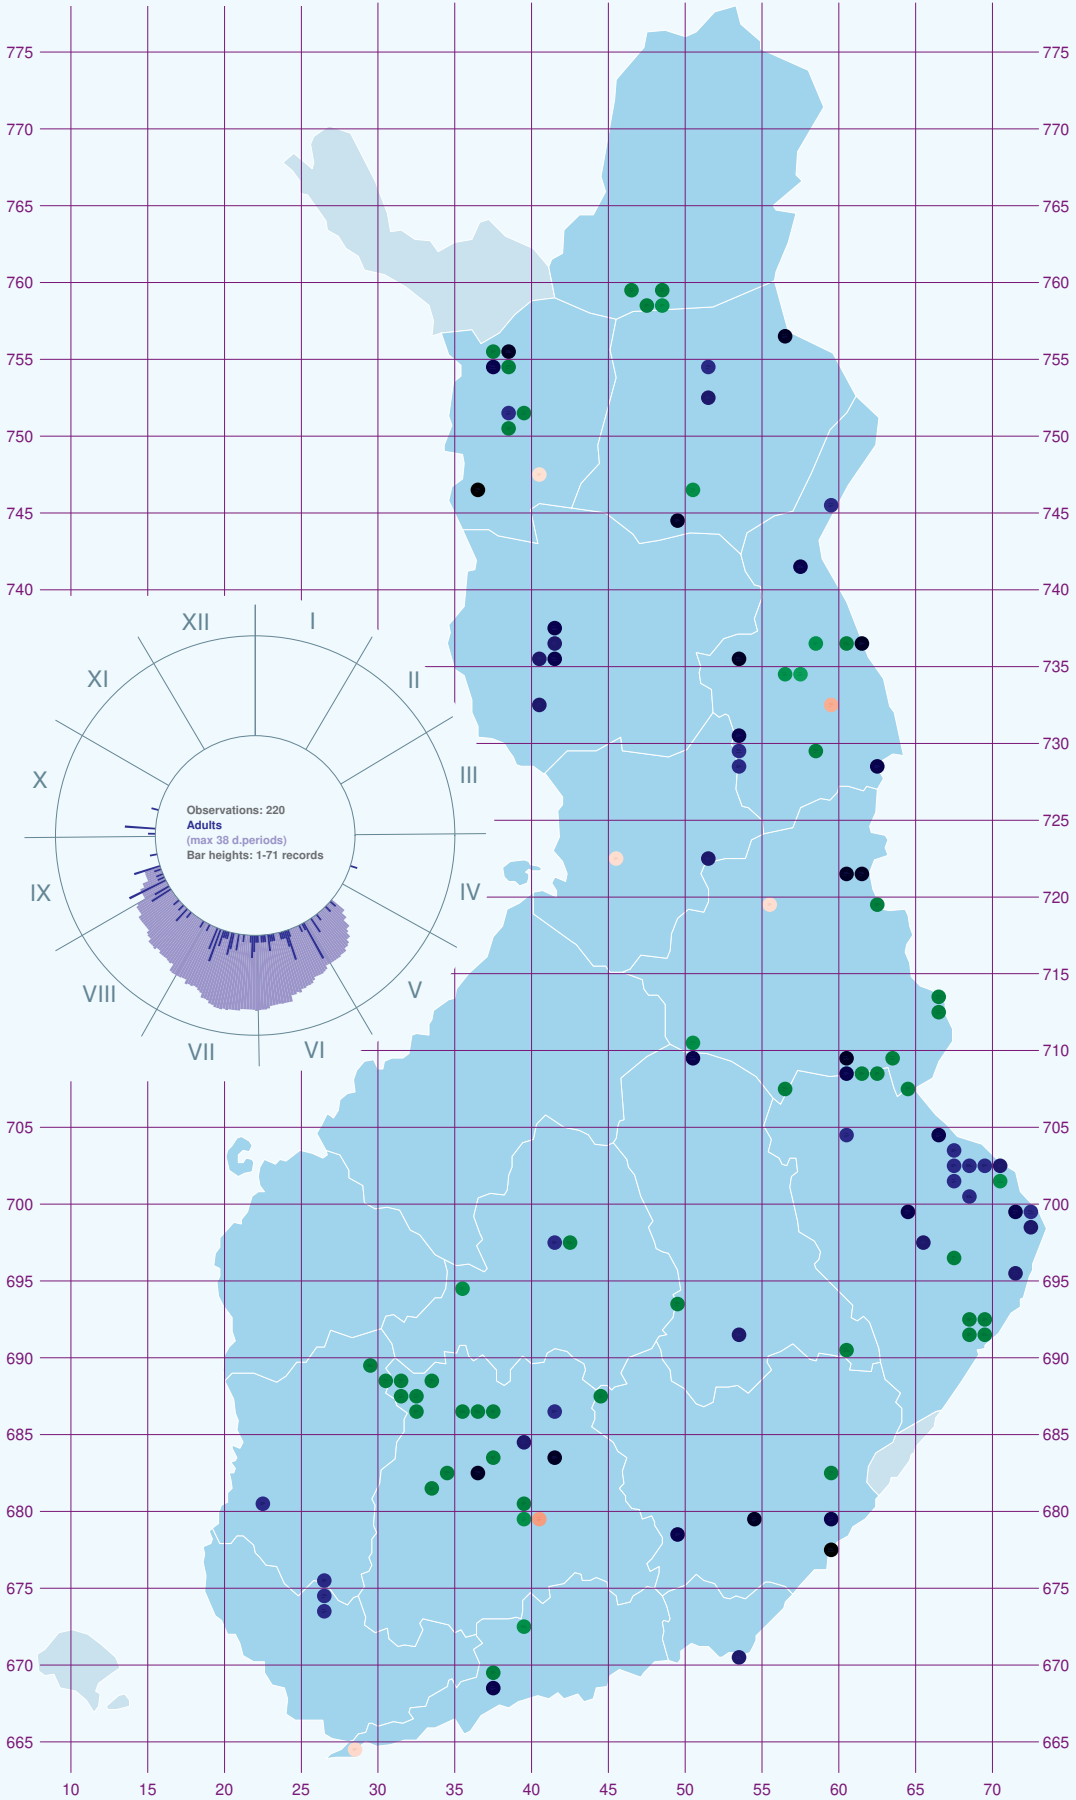 775 775
770 770
765 765
760 760
755 755
750 750
745 745
740 740
XII I
XI II
735 735
730 730
X III
Observations: 220
Adults
(max 38 d.periods)
Bar heights: 1-71 records
725 725
IX IV
720 720
715 715
VIII V
VII VI
710 710
705 705
700 700
695 695
690 690
685 685
680 680
675 675
670 670
665 665
10 15 20 25 30 35 40 45 50 55 60 65 70